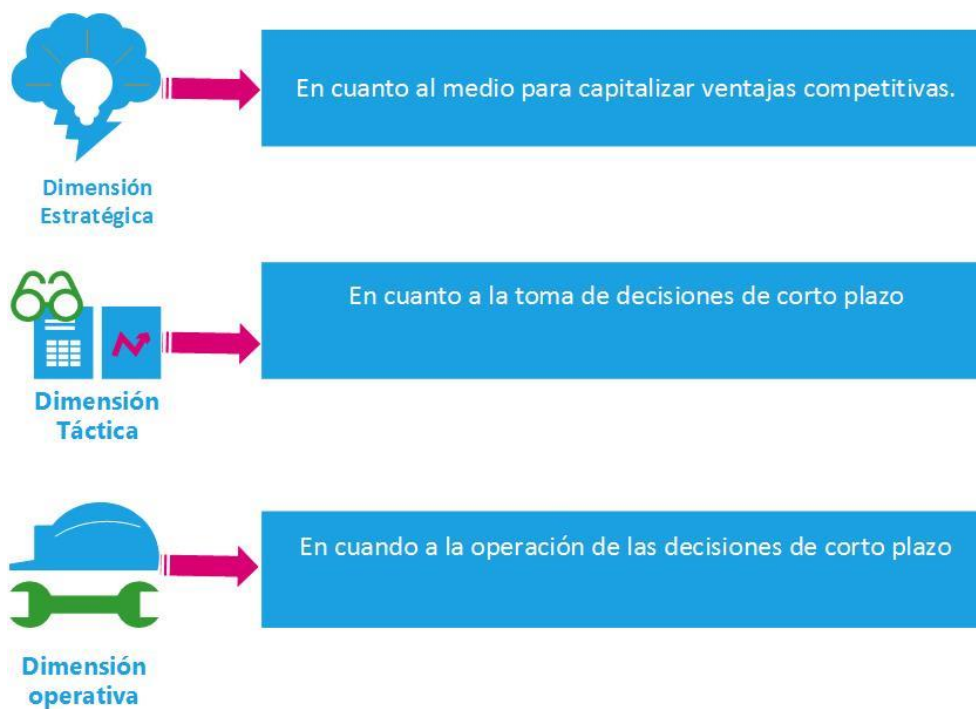 En cuanto al medio para capitalizar ventajas competitivas.
Dimensión
Estratégica
En cuanto a la toma de decisiones de corto plazo
Dimensión
Táctica
En cuando a la operación de las decisiones de corto plazo
Dimensión
operativa